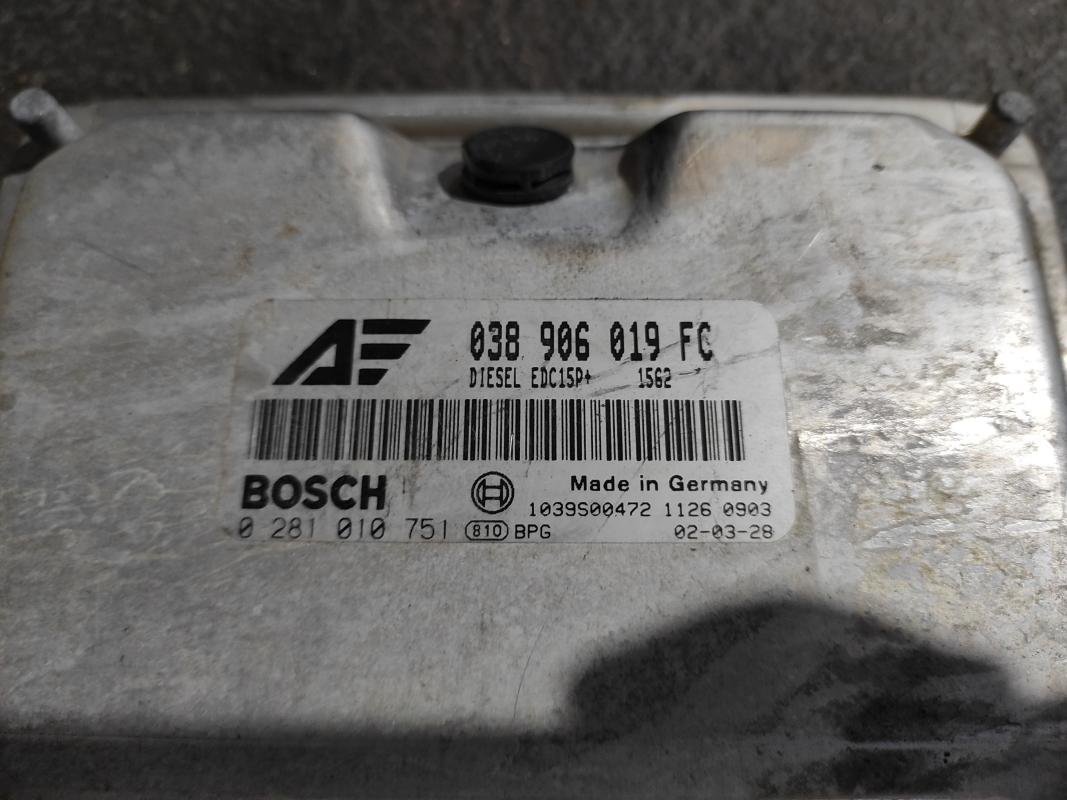 AE 038 906 019 FC
DIESEL EDC15P+ 1562
BOSCH Made in Germany
1039S00472 1126 0903
0 281 010 751 810 BPG 02-03-28